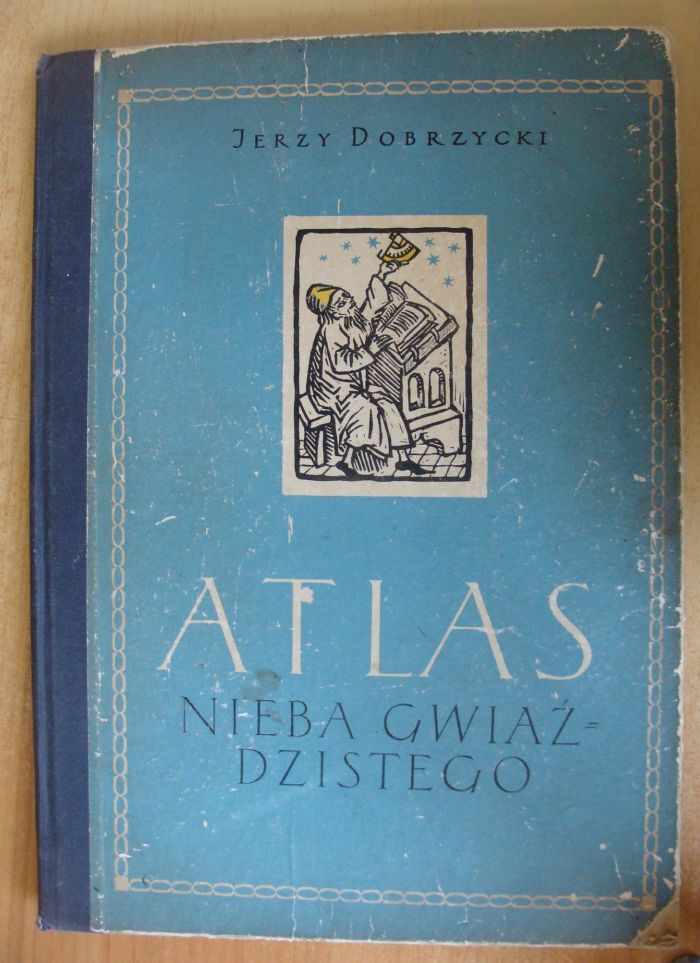 JERZY DOBRZYCKI
ATLAS
NIEBA GWIAŹ=
DZISTEGO